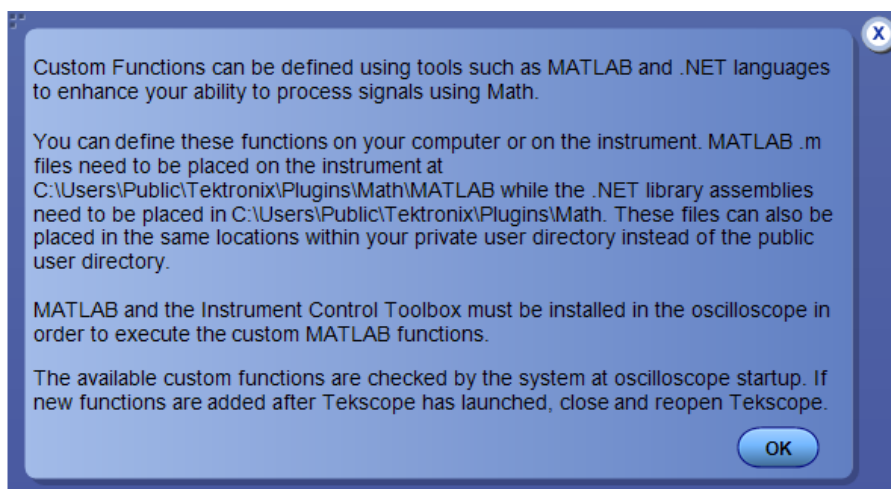 X
Custom Functions can be defined using tools such as MATLAB and .NET languages
to enhance your ability to process signals using Math.
You can define these functions on your computer or on the instrument. MATLAB .m
files need to be placed on the instrument at
C:\Users\Public\Tektronix\Plugins\Math\MATLAB while the .NET library assemblies
need to be placed in C:\Users\Public\Tektronix\Plugins\Math. These files can also be
placed in the same locations within your private user directory instead of the public
user directory.
MATLAB and the Instrument Control Toolbox must be installed in the oscilloscope in
order to execute the custom MATLAB functions.
The available custom functions are checked by the system at oscilloscope startup. If
new functions are added after Tekscope has launched, close and reopen Tekscope.
OK